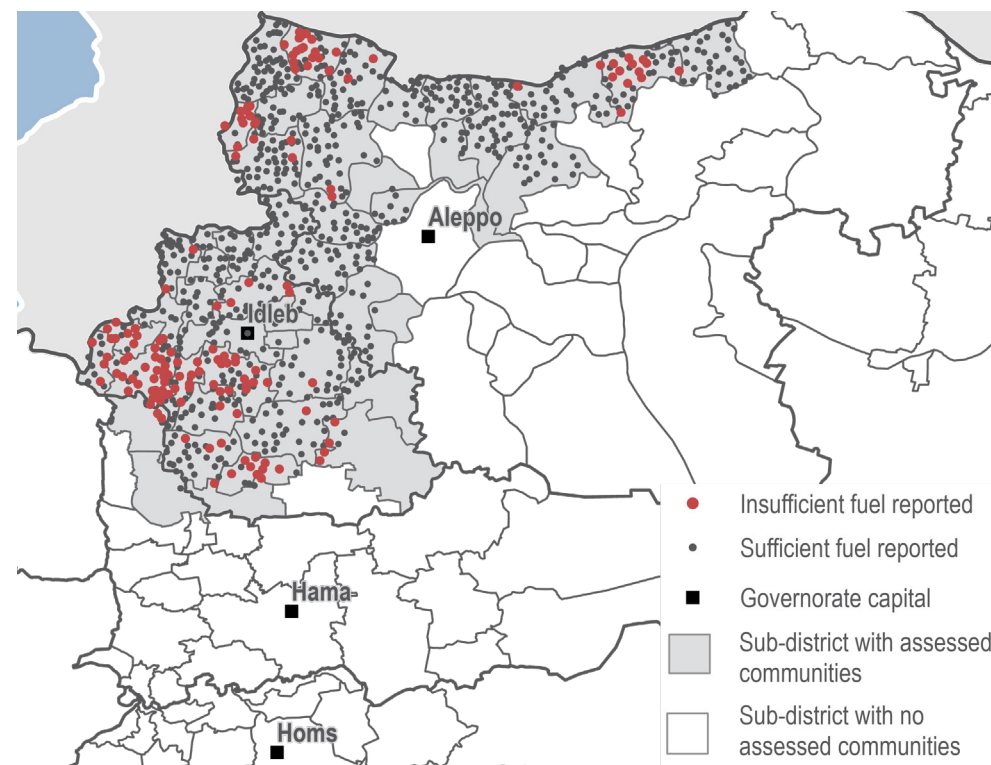 Aleppo
Idleb
Hama
Homs
Insufficient fuel reported
Sufficient fuel reported
Governorate capital
Sub-district with assessed
communities
Sub-district with no
assessed communities